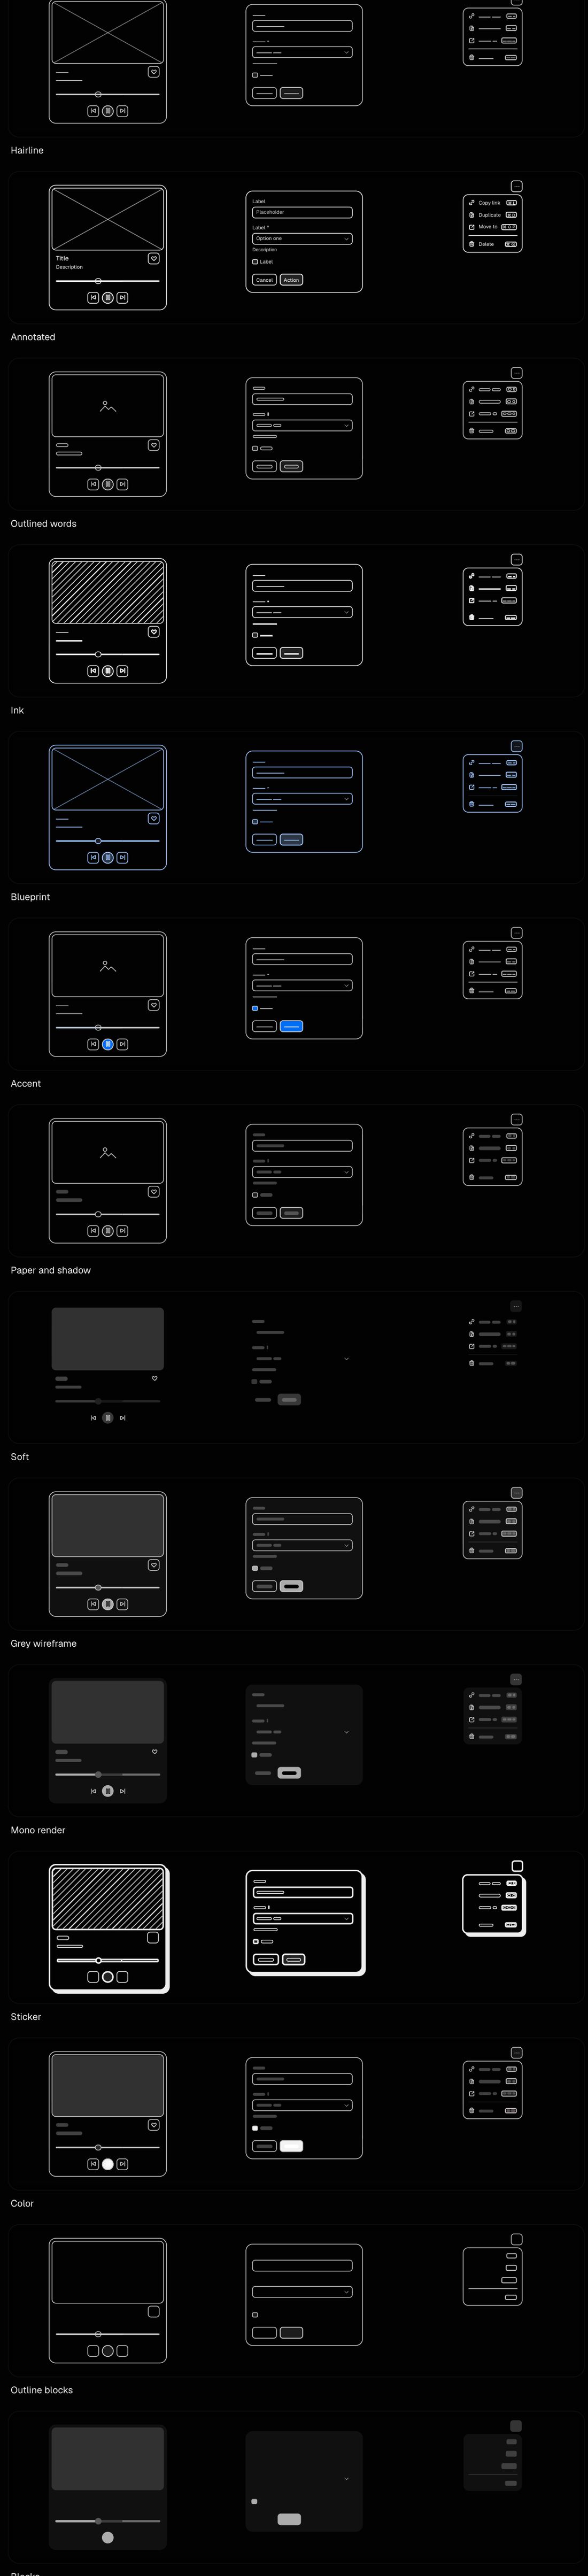 Hairline
Title
Description
Label
Placeholder
Label *
Option one
Description
Label
Cancel
Action
Copy link
Duplicate
Move to
Delete
Annotated
Outlined words
Ink
Blueprint
Accent
Paper and shadow
Soft
Grey wireframe
Mono render
Sticker
Color
Outline blocks